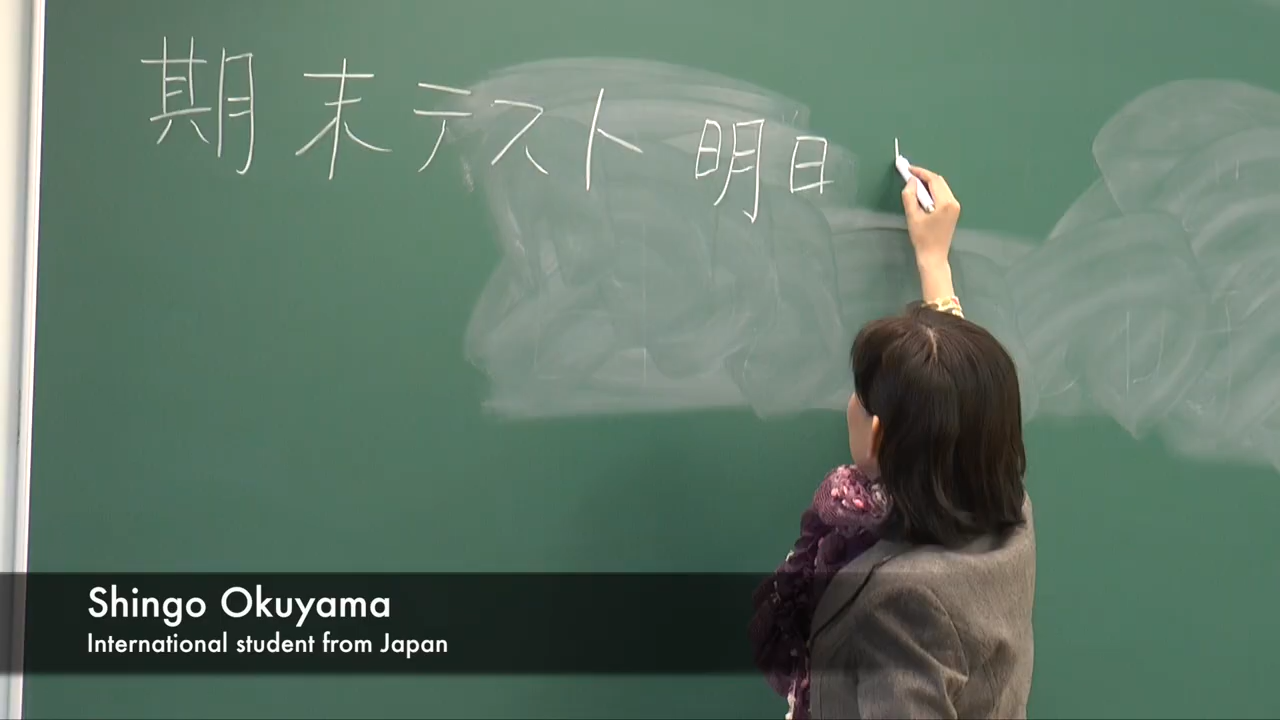 期末テスト 明日
Shingo Okuyama
International student from Japan